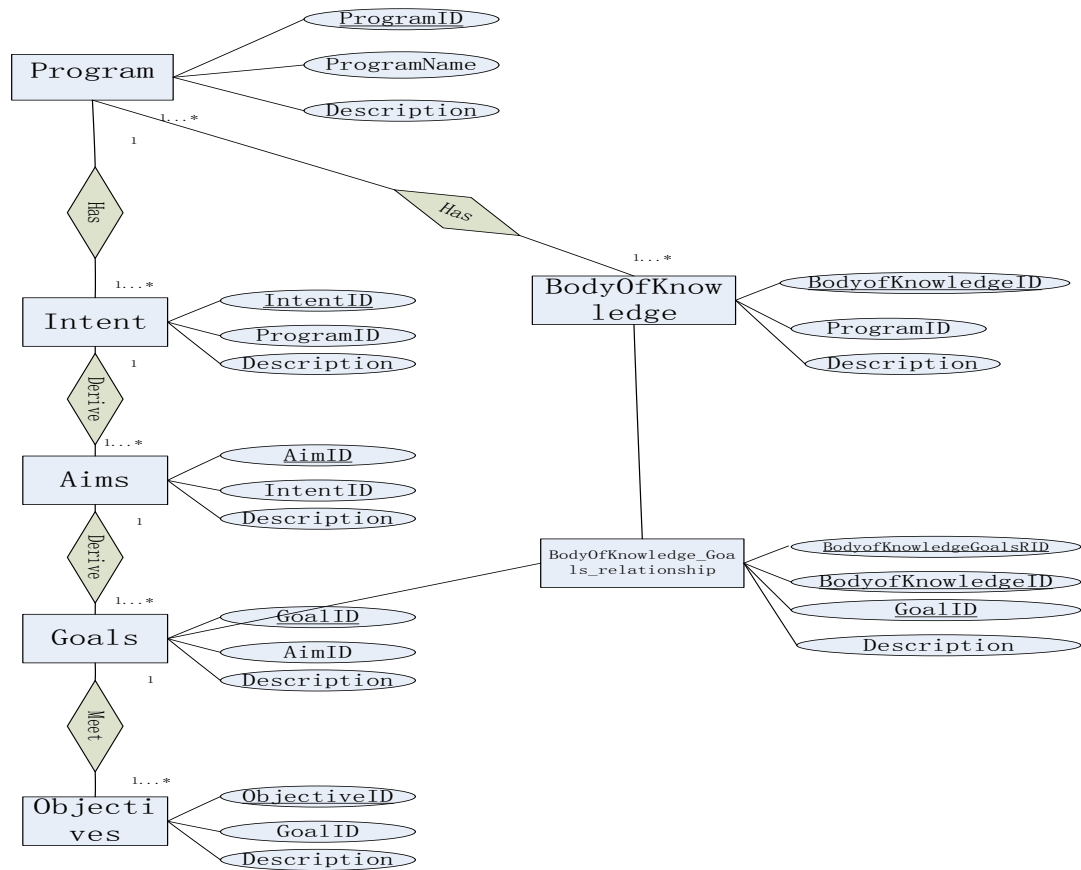 ProgramID
Program
ProgramName
Description
1...*
1
Has
Has
1...*
1...*
BodyOfKnow
ledge
BodyofKnowledgeID
ProgramID
Description
IntentID
Intent
ProgramID
Description
1
Derive
1...*
AimID
Aims
IntentID
Description
1
Derive
BodyOfKnowledge_Goa
ls_relationship
BodyofKnowledgeGoalsRID
BodyofKnowledgeID
GoalID
Description
1...*
GoalID
Goals
AimID
Description
1
Meet
1...*
ObjectiveID
Objecti
ves
GoalID
Description